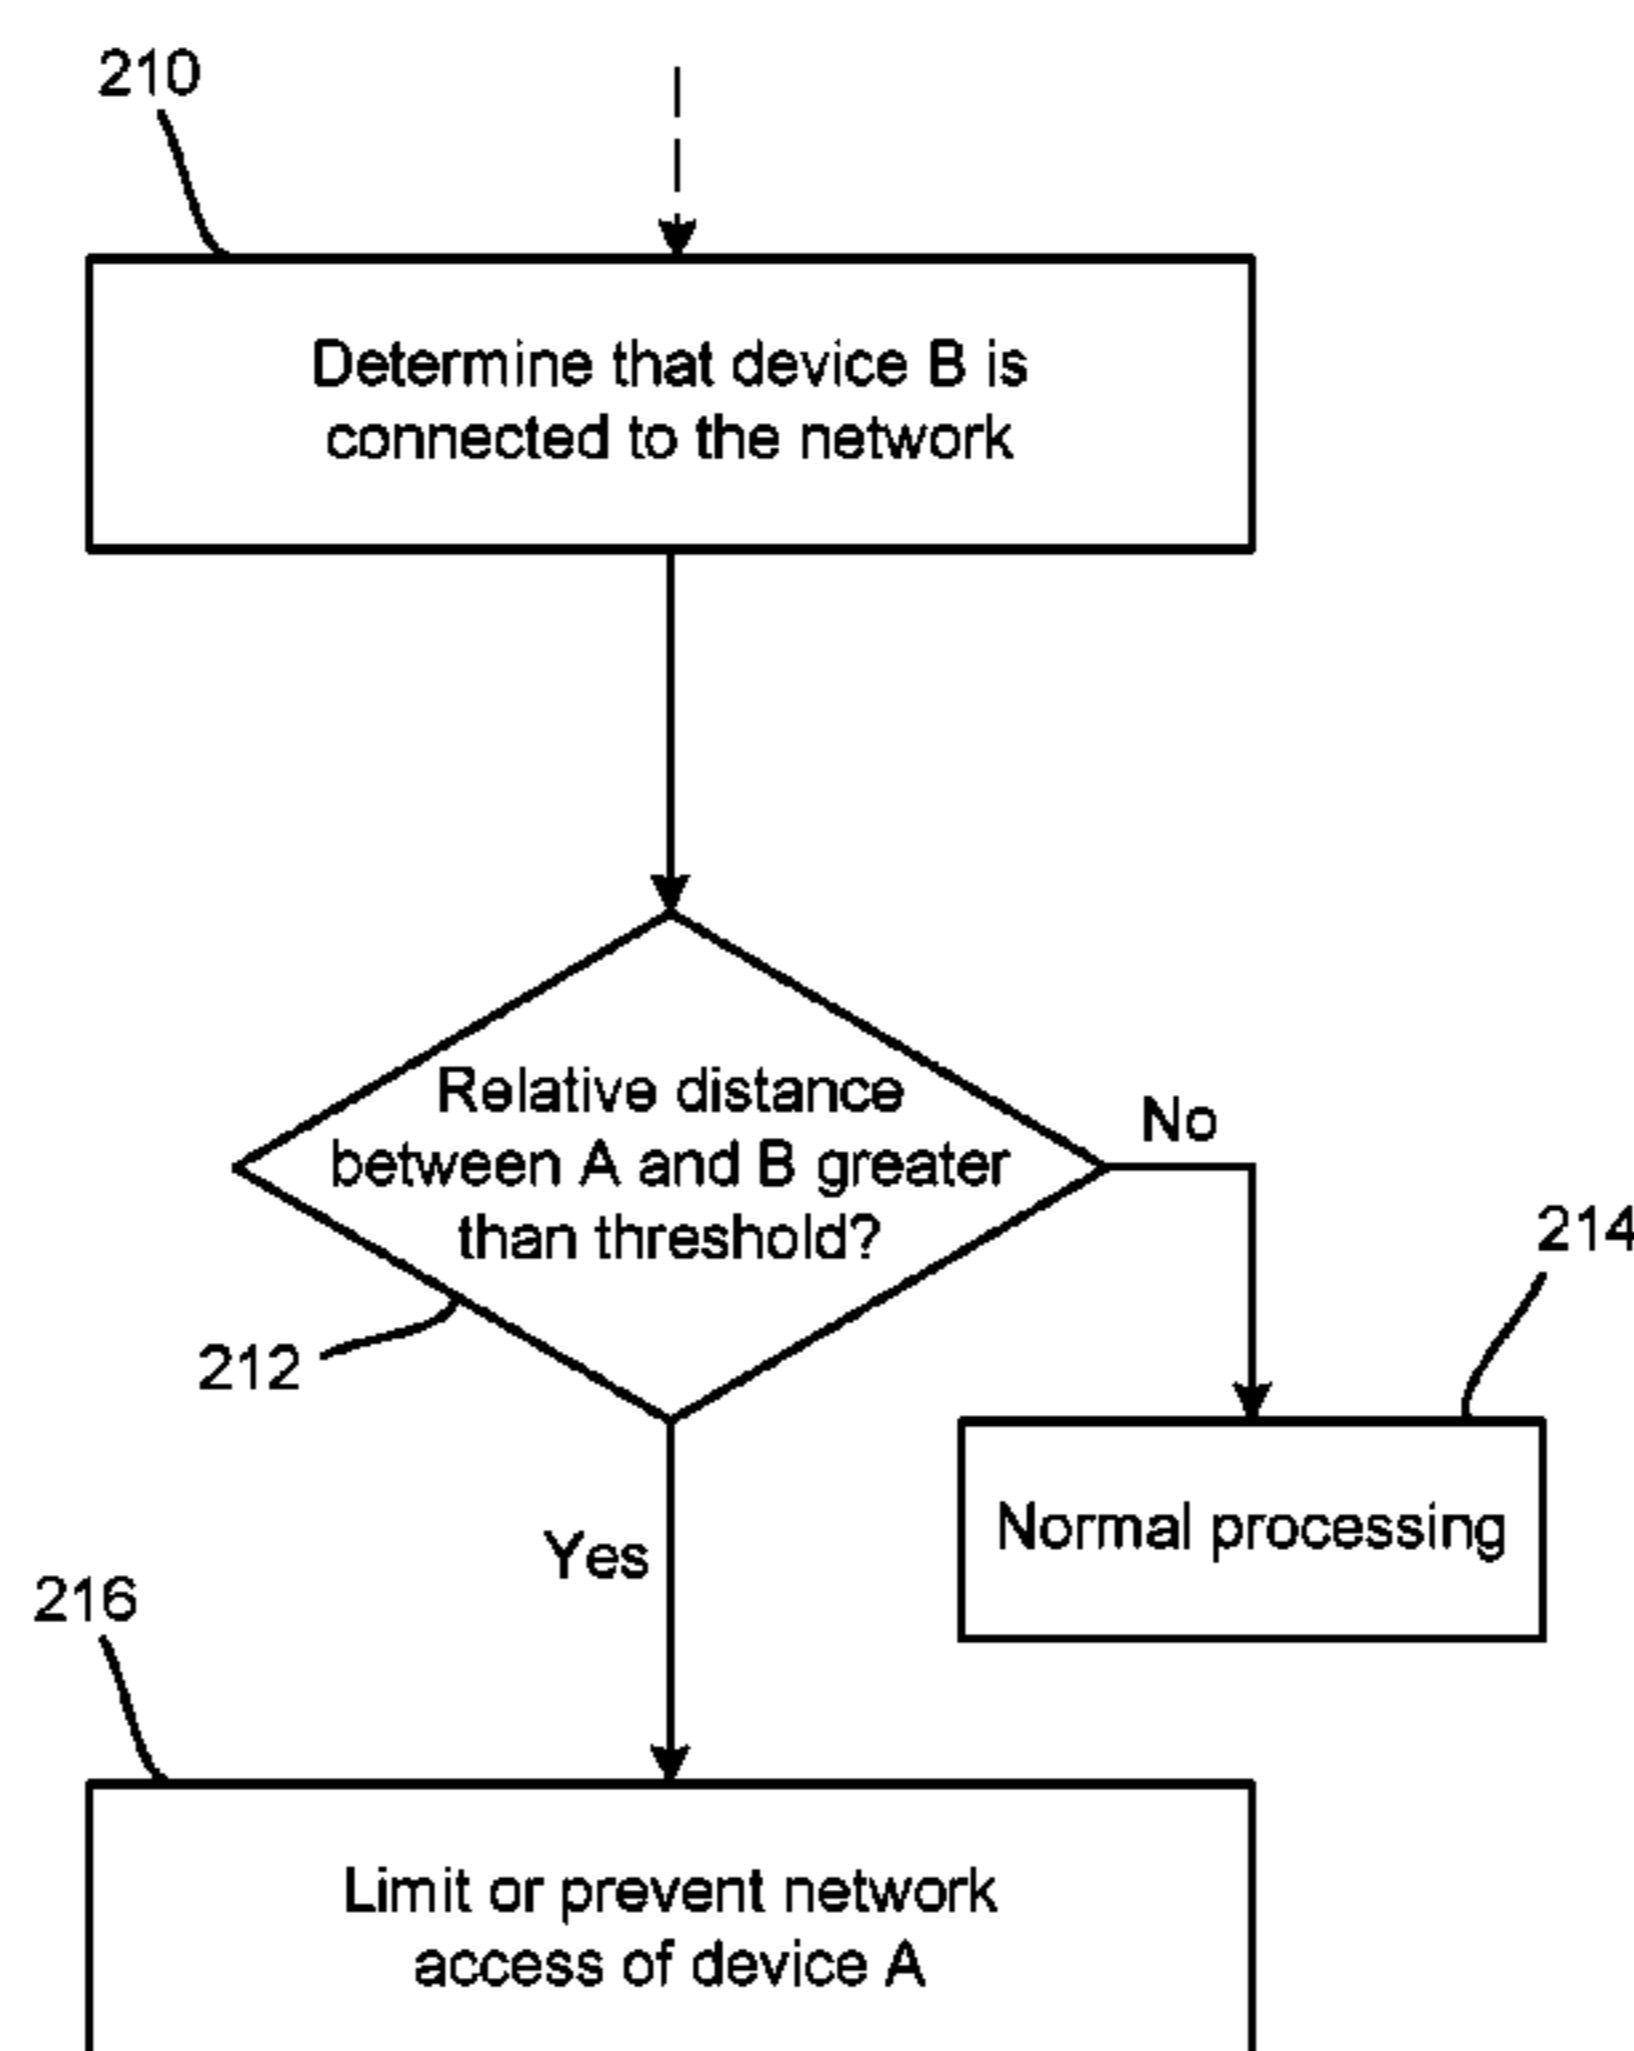 210
Determine that device B is
connected to the network
Relative distance
between A and B greater
than threshold?
No
214
212
Normal processing
Yes
216
Limit or prevent network
access of device A